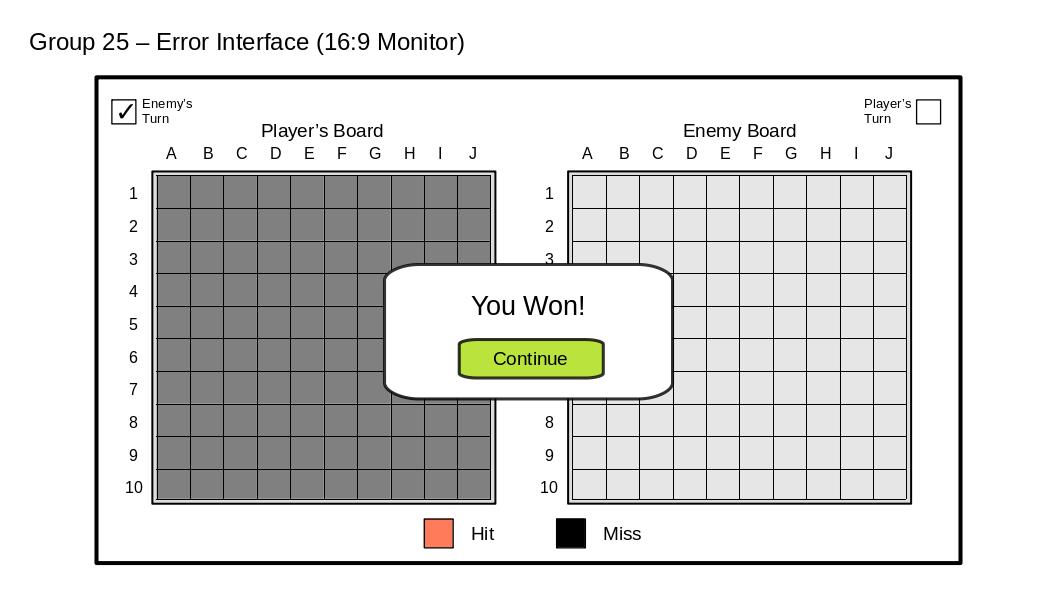 Group 25 – Error Interface (16:9 Monitor)
✓ Enemy's
Turn
Player's
Turn
Player's Board
Enemy Board
A B C D E F G H I J
A B C D E F G H I J
1
2
3
4
5
6
7
8
9
10
1
2
3
8
9
10
You Won!
Continue
Hit
Miss